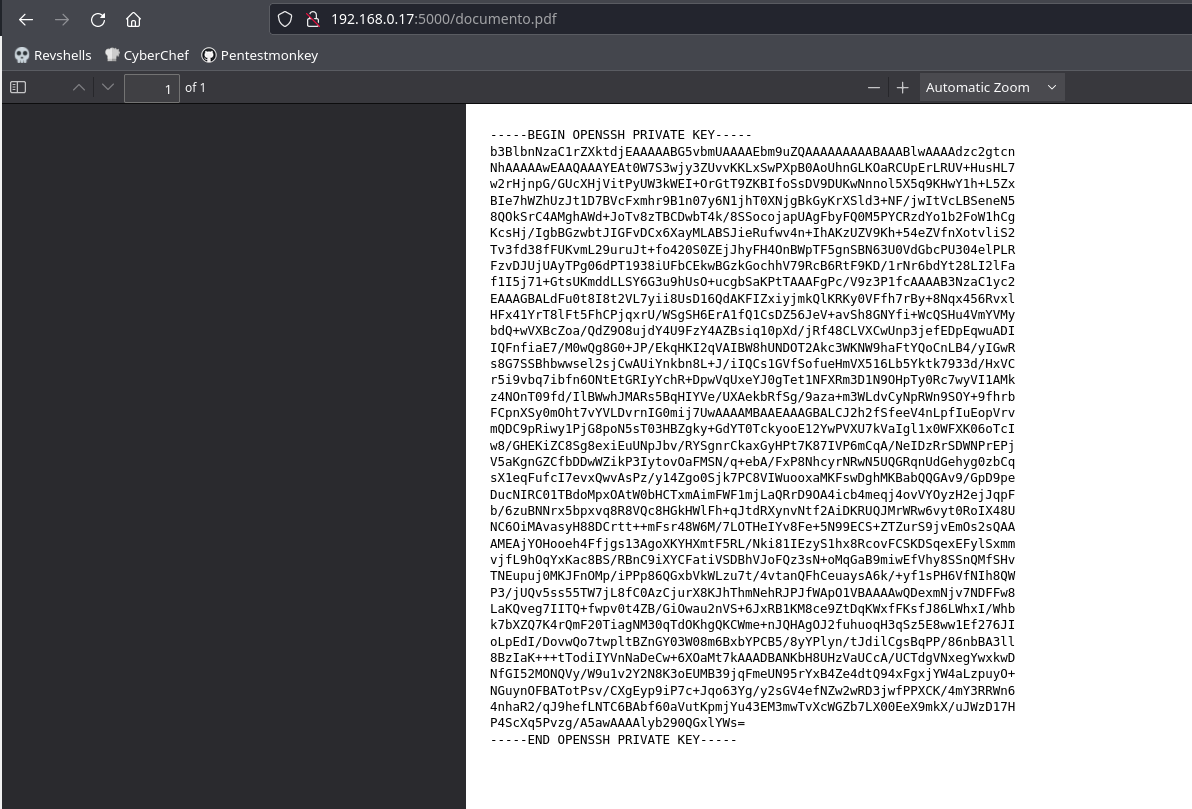 192.168.0.17:5000/documento.pdf
Revshells CyberChef Pentestmonkey
1 of 1 Automatic Zoom
-----BEGIN OPENSSH PRIVATE KEY-----
b3BlbnNzaC1rZXktdjEAAAAABG5vbmUAAAAEbm9uZQAAAAAAAAABAAABlwAAAAdzc2gtcn
NhAAAAAwEAAQAAAYEAt0W7S3wjy3ZUvvKKLxSwPXpB0AoUhnGLKOaRCUpErLRUV+HusHL7
w2rHjnpG/GUcXHjVitPyUW3kWEI+OrGtT9ZKBIfoSsDV9DUKwNnnol5X5q9KHwY1h+L5Zx
BIe7hWZhUzJt1D7BVcFxmhr9B1n07y6N1jhT0XNjgBkGyKrXSld3+NF/jwItVcLBSeneN5
8QOkSrC4AMghAWd+JoTv8zTBCDwbT4k/8SSocojapUAgFbyFQ0M5PYCRzdYo1b2FoW1hCg
KcsHj/IgbBGzwbtJIGFvDCx6XayMLABSJieRufwv4n+IhAKzUZV9Kh+54eZVfnXotvliS2
Tv3fd38fFUKvmL29uruJt+fo420S0ZEjJhyFH4OnBWpTF5gnSBN63U0VdGbcPU304elPLR
FzvDJUjUAyTPg06dPT1938iUFbCEkwBGzkGochhV79RcB6RtF9KD/1rNr6bdYt28LI2lFa
f1I5j71+GtsUKmddLLSY6G3u9hUsO+ucgbSaKPtTAAAFgPc/V9z3P1fcAAAAB3NzaC1yc2
EAAAGBALdFu0t8I8t2VL7yii8UsD16QdAKFIZxiyjmkQlKRKy0VFfh7rBy+8Nqx456Rvxl
HFx41YrT8lFt5FhCPjqxrU/WSgSH6ErA1fQ1CsDZ56JeV+avSh8GNYfi+WcQSHu4VmYVMy
bdQ+wVXBcZoa/QdZ9O8ujdY4U9FzY4AZBsiq10pXd/jRf48CLVXCwUnp3jefEDpEqwuADI
IQFnfiaE7/M0wQg8G0+JP/EkqHKI2qVAIBW8hUNDOT2Akc3WKNW9haFtYQoCnLB4/yIGwR
s8G7SSBhbwwsel2sjCwAUiYnkbn8L+J/iIQCs1GVfSofueHmVX516Lb5Yktk7933d/HxVC
r5i9vbq7ibfn6ONtEtGRIyYchR+DpwVqUxeYJ0gTet1NFXRm3D1N9OHpTy0Rc7wyVI1AMk
z4NOnT09fd/IlBWwhJMARs5BqHIYVe/UXAekbRfSg/9aza+m3WLdvCyNpRWn9SOY+9fhrb
FCpnXSy0mOht7vYVLDvrnIG0mij7UwAAAAMBAAEAAAGBALCJ2h2fSfeeV4nLpfIuEopVrv
mQDC9pRiwy1PjG8poN5sT03HBZgky+GdYT0TckyooE12YwPVXU7kVaIgl1x0WFXK06oTcI
w8/GHEKiZC8Sg8exiEuUNpJbv/RYSgnrCkaxGyHPt7K87IVP6mCqA/NeIDzRrSDWNPrEPj
V5aKgnGZCfbDDwWZikP3IytovOaFMSN/q+ebA/FxP8NhcyrNRwN5UQGRqnUdGehyg0zbCq
sX1eqFufcI7evxQwvAsPz/y14Zgo0Sjk7PC8VIWuooxaMKFswDghMKBabQQGAv9/GpD9pe
DucNIRC01TBdoMpxOAtW0bHCTxmAimFWF1mjLaQRrD9OA4icb4meqj4ovVYOyzH2ejJqpF
b/6zuBNNrx5bpxvq8R8VQc8HGkHWlFh+qJtdRXynvNtf2AiDKRUQJMrWRw6vyt0RoIX48U
NC6OiMAvasyH88DCrtt++mFsr48W6M/7LOTHeIYv8Fe+5N99ECS+ZTZurS9jvEmOs2sQAA
AMEAjYOHooeh4Ffjgs13AgoXKYHXmtF5RL/Nki81IEzyS1hx8RcovFCSKDSqexEFylSxmm
vjfL9hOqYxKac8BS/RBnC9iXYCFatiVSDBhVJoFQz3sN+oMqGaB9miwEfVhy8SSnQMfSHv
TNEupuj0MKJFnOMp/iPPp86QGxbVkWLzu7t/4vtanQFhCeuaysA6k/+yf1sPH6VfNIh8QW
P3/jUQv5ss55TW7jL8fC0AzCjurX8KJhThmNehRJPJfWApO1VBAAAAwQDexmNjv7NDFFw8
LaKQveg7IITQ+fwpv0t4ZB/GiOwau2nVS+6JxRB1KM8ce9ZtDqKWxfFKsfJ86LWhxI/Whb
k7bXZQ7K4rQmF20TiagNM30qTdOKhgQKCWme+nJQHAgOJ2fuhuoqH3qSz5E8ww1Ef276JI
oLpEdI/DovwQo7twpltBZnGY03W08m6BxbYPCB5/8yYPlyn/tJdilCgsBqPP/86nbBA3ll
8BzIaK+++tTodiIYVnNaDeCw+6XOaMt7kAAADBANKbH8UHzVaUCcA/UCTdgVNxegYwxkwD
NfGI52MONQVy/W9u1v2Y2N8K3oEUMB39jqFmeUN95rYxB4Ze4dtQ94xFgxjYW4aLzpuyO+
NGuynOFBATotPsv/CXgEyp9iP7c+Jqo63Yg/y2sGV4efNZw2wRD3jwfPPXCK/4mY3RRWn6
4nhaR2/qJ9hefLNTC6BAbf60aVutKpmjYu43EM3mwTvXcWGZb7LX00EeX9mkX/uJWzD17H
P4ScXq5Pvzg/A5awAAAAlyb290QGxlYWs=
-----END OPENSSH PRIVATE KEY-----